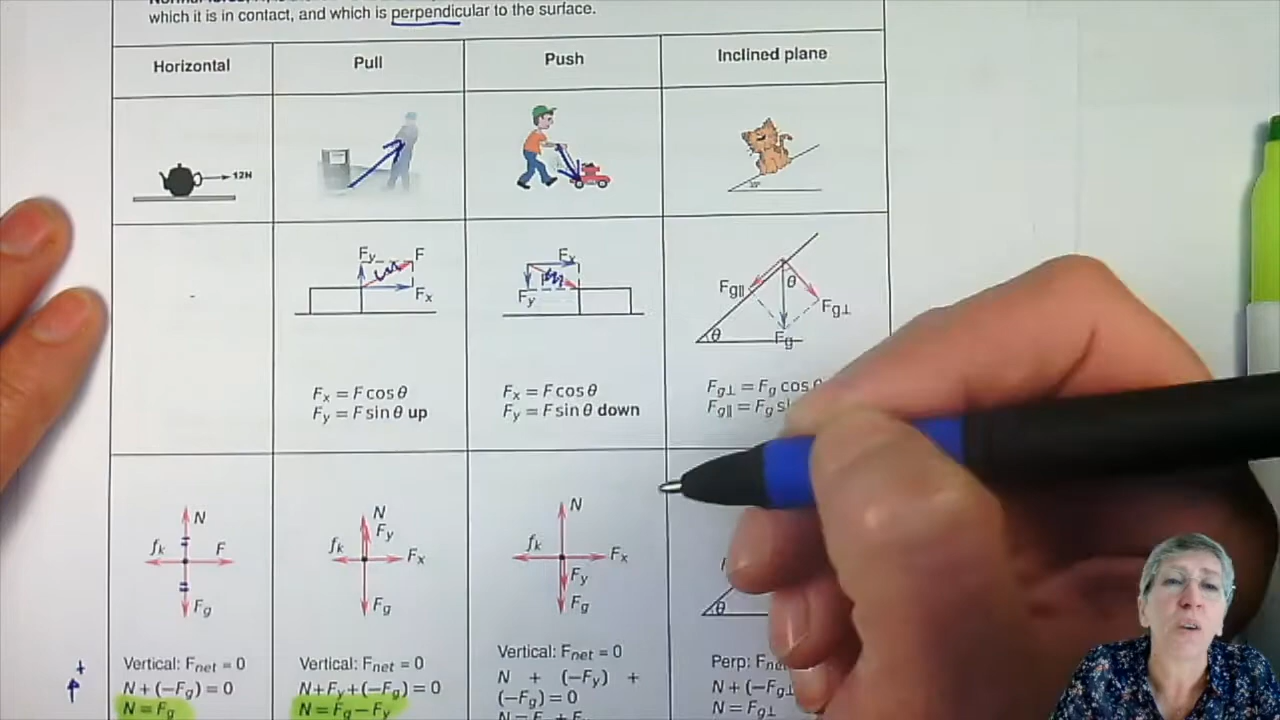 which it is in contact, and which is perpendicular to the surface.
Horizontal Pull Push Inclined plane
12N
Fy F
Fx
Fx
Fy
Fg∥ θ
Fg⊥
θ Fg
Fx = F cos θ
Fy = F sin θ up
Fx = F cos θ
Fy = F sin θ down
Fg⊥ = Fg cos
Fg∥ = Fg
N
fk F
Fg
N
Fy
fk Fx
Fg
N
fk Fx
Fy
Fg
θ
Vertical: Fnet = 0
N + (−Fg) = 0
N = Fg
Vertical: Fnet = 0
N+Fy+(−Fg) = 0
N = Fg − Fy
Vertical: Fnet = 0
N + (−Fy) +
(−Fg) = 0
Perp:
N + (−Fg⊥
N = Fg⊥
+